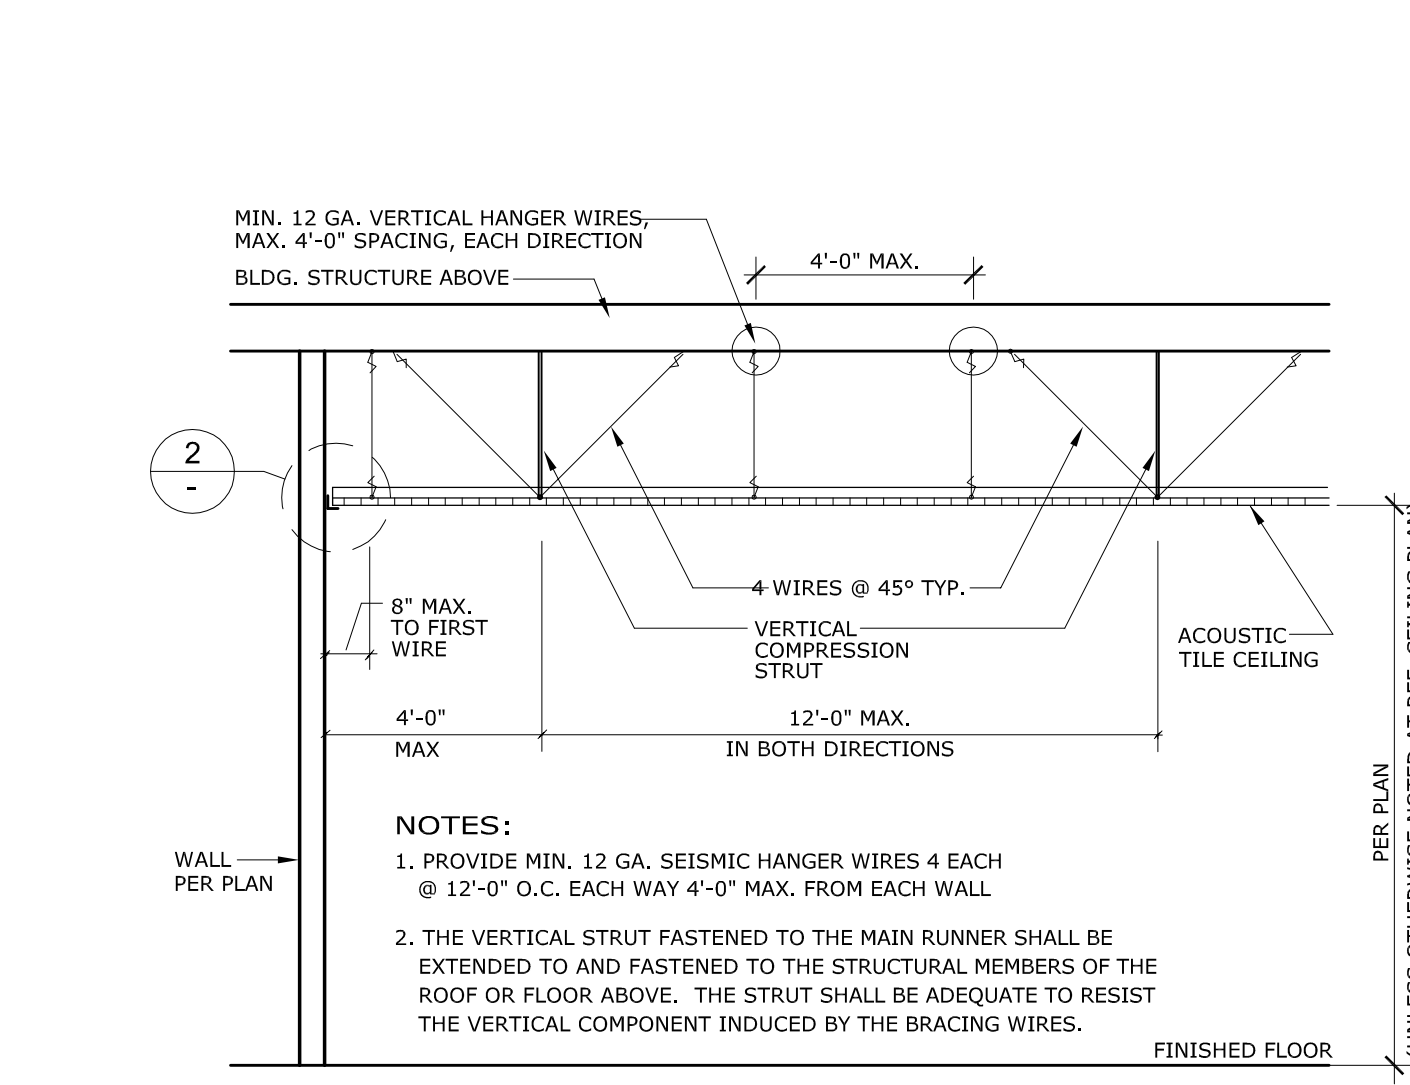 MIN. 12 GA. VERTICAL HANGER WIRES,
MAX. 4'-0" SPACING, EACH DIRECTION
BLDG. STRUCTURE ABOVE
4'-0" MAX.
2
-
4 WIRES @ 45° TYP.
8" MAX.
TO FIRST
WIRE
VERTICAL
COMPRESSION
STRUT
ACOUSTIC
TILE CEILING
4'-0"
MAX
12'-0" MAX.
IN BOTH DIRECTIONS
PER PLAN
WALL
PER PLAN
NOTES:
1. PROVIDE MIN. 12 GA. SEISMIC HANGER WIRES 4 EACH
@ 12'-0" O.C. EACH WAY 4'-0" MAX. FROM EACH WALL
2. THE VERTICAL STRUT FASTENED TO THE MAIN RUNNER SHALL BE
EXTENDED TO AND FASTENED TO THE STRUCTURAL MEMBERS OF THE
ROOF OR FLOOR ABOVE. THE STRUT SHALL BE ADEQUATE TO RESIST
THE VERTICAL COMPONENT INDUCED BY THE BRACING WIRES.
FINISHED FLOOR